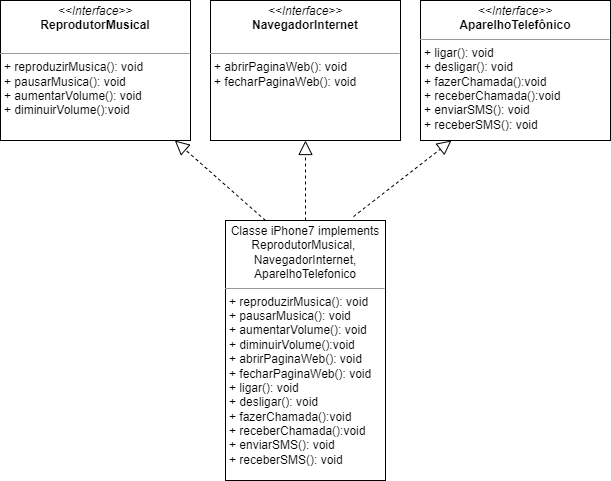 <<Interface>>
ReprodutorMusical
+ reproduzirMusica(): void
+ pausarMusica(): void
+ aumentarVolume(): void
+ diminuirVolume():void
<<Interface>>
NavegadorInternet
+ abrirPaginaWeb(): void
+ fecharPaginaWeb(): void
<<Interface>>
AparelhoTelefônico
+ ligar(): void
+ desligar(): void
+ fazerChamada(): void
+ receberChamada():void
+ enviarSMS(): void
+ receberSMS(): void
Classe iPhone7 implements
ReprodutorMusical,
NavegadorInternet,
AparelhoTelefonico
+ reproduzirMusica(): void
+ pausarMusica(): void
+ aumentarVolume(): void
+ diminuirVolume():void
+ abrirPaginaWeb(): void
+ fecharPaginaWeb(): void
+ ligar(): void
+ desligar(): void
+ fazerChamada():void
+ receberChamada():void
+ enviarSMS(): void
+ receberSMS(): void